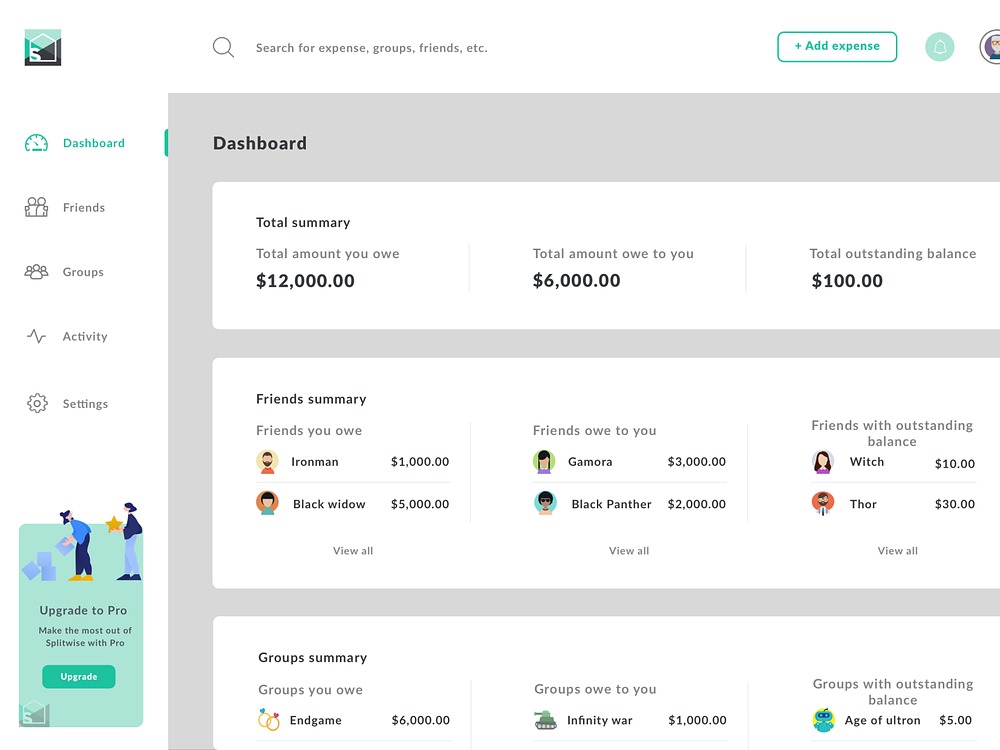 S
Search for expense, groups, friends, etc.
+ Add expense
Dashboard
Friends
Groups
Activity
Settings
Upgrade to Pro
Make the most out of
Splitwise with Pro
Upgrade
S
Dashboard
Total summary
Total amount you owe
$12,000.00
Total amount owe to you
$6,000.00
Total outstanding balance
$100.00
Friends summary
Friends you owe
Ironman $1,000.00
Black widow $5,000.00
View all
Friends owe to you
Gamora $3,000.00
Black Panther $2,000.00
View all
Friends with outstanding
balance
Witch $10.00
Thor $30.00
View all
Groups summary
Groups you owe
Endgame $6,000.00
Groups owe to you
Infinity war $1,000.00
Groups with outstanding
balance
Age of ultron $5.00